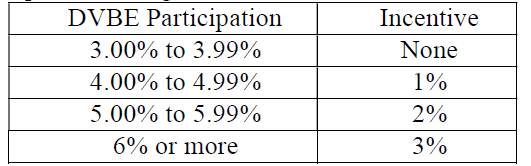 DVBE Participation Incentive
3.00% to 3.99% None
4.00% to 4.99% 1%
5.00% to 5.99% 2%
6% or more 3%